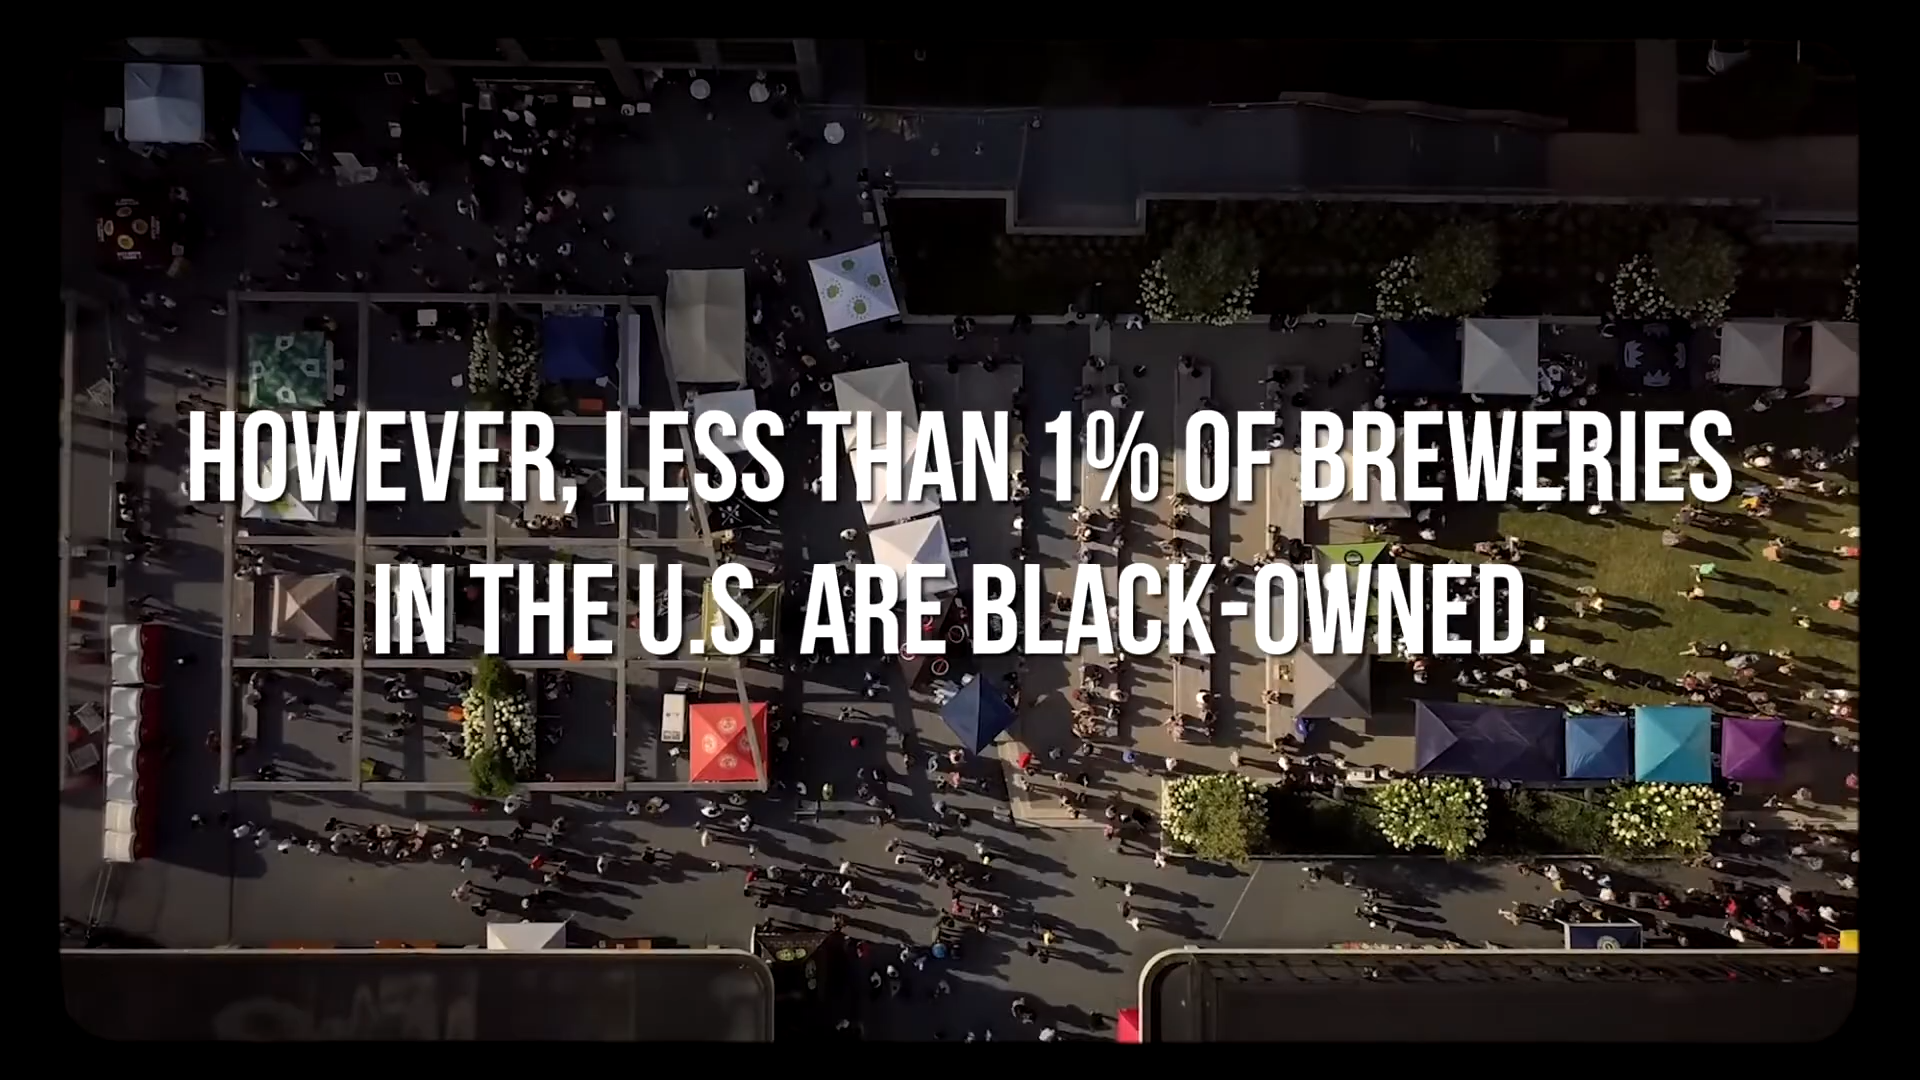 HOWEVER, LESS THAN 1% OF BREWERIES
IN THE U.S. ARE BLACK-OWNED.